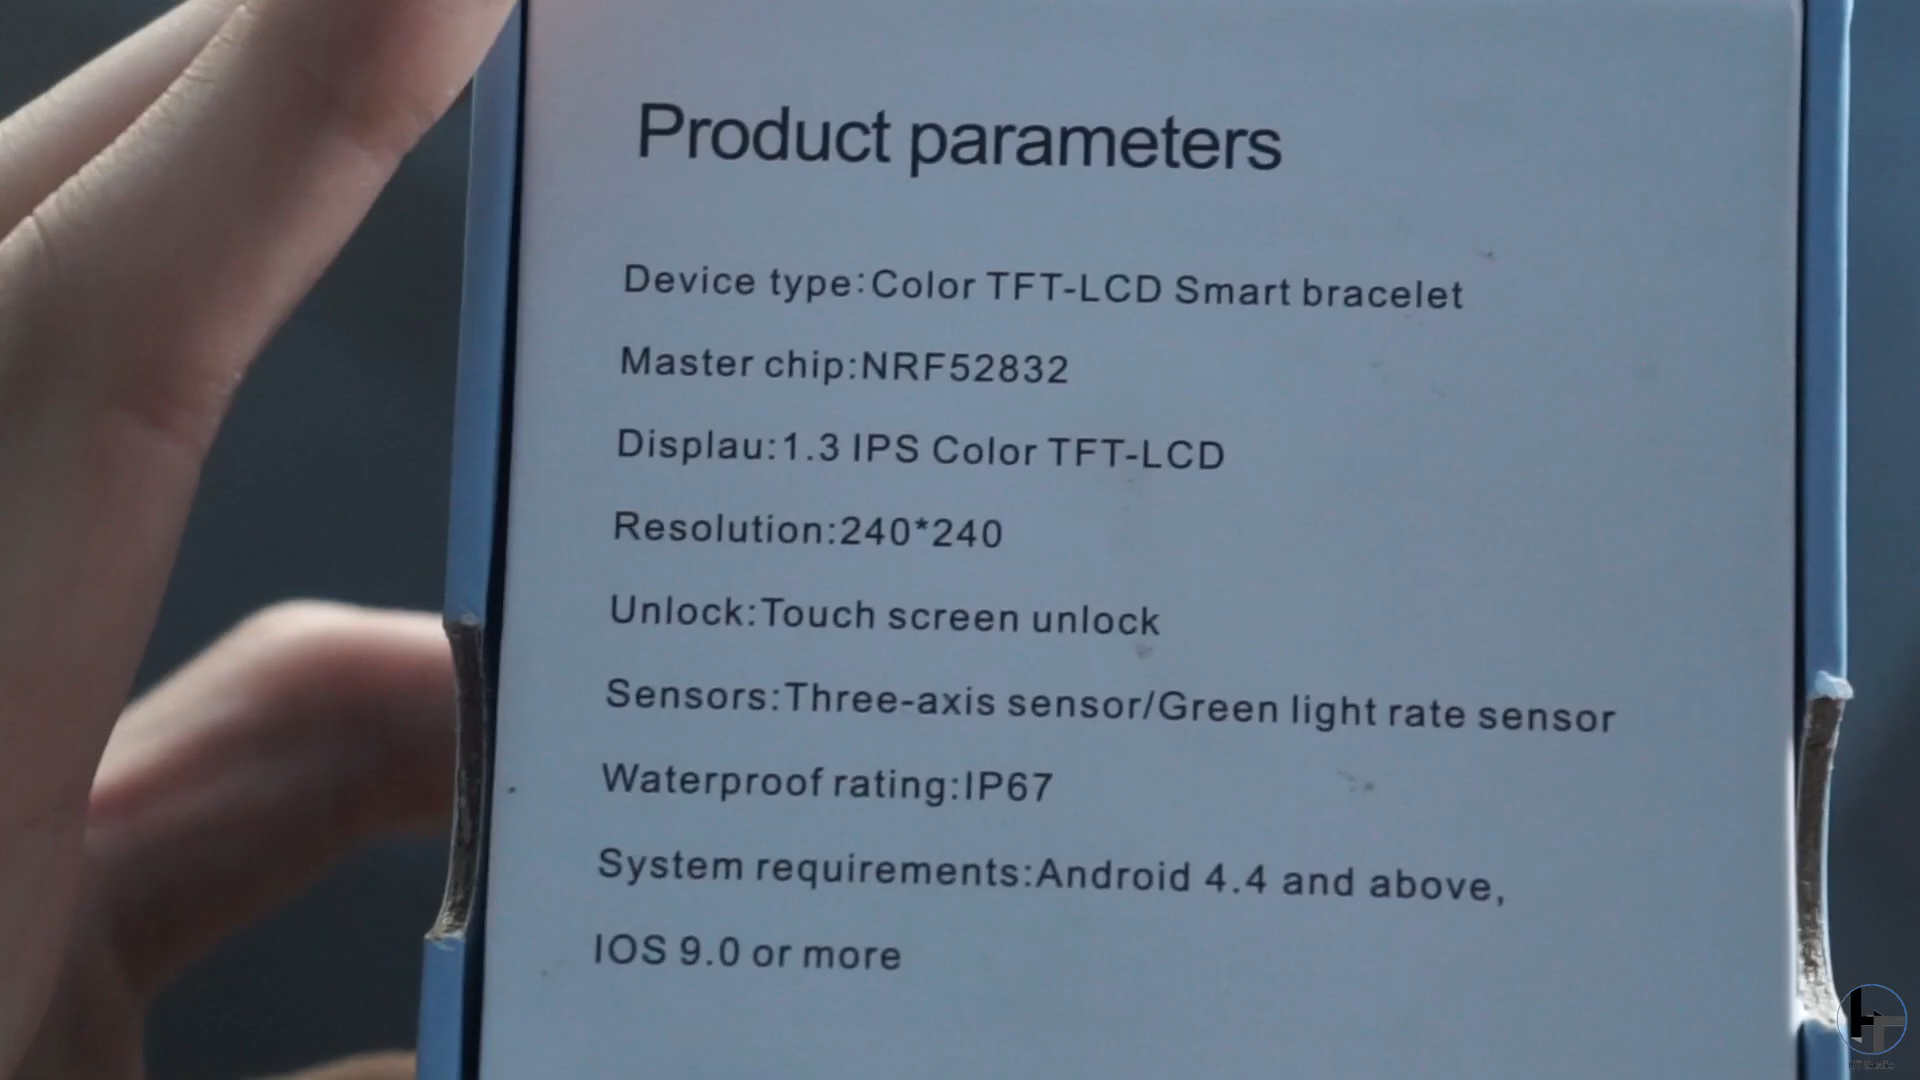 Product parameters
Device type:Color TFT-LCD Smart bracelet
Master chip:NRF52832
Displau:1.3 IPS Color TFT-LCD
Resolution:240*240
Unlock:Touch screen unlock
Sensors:Three-axis sensor/Green light rate sensor
Waterproof rating:IP67
System requirements:Android 4.4 and above,
IOS 9.0 or more